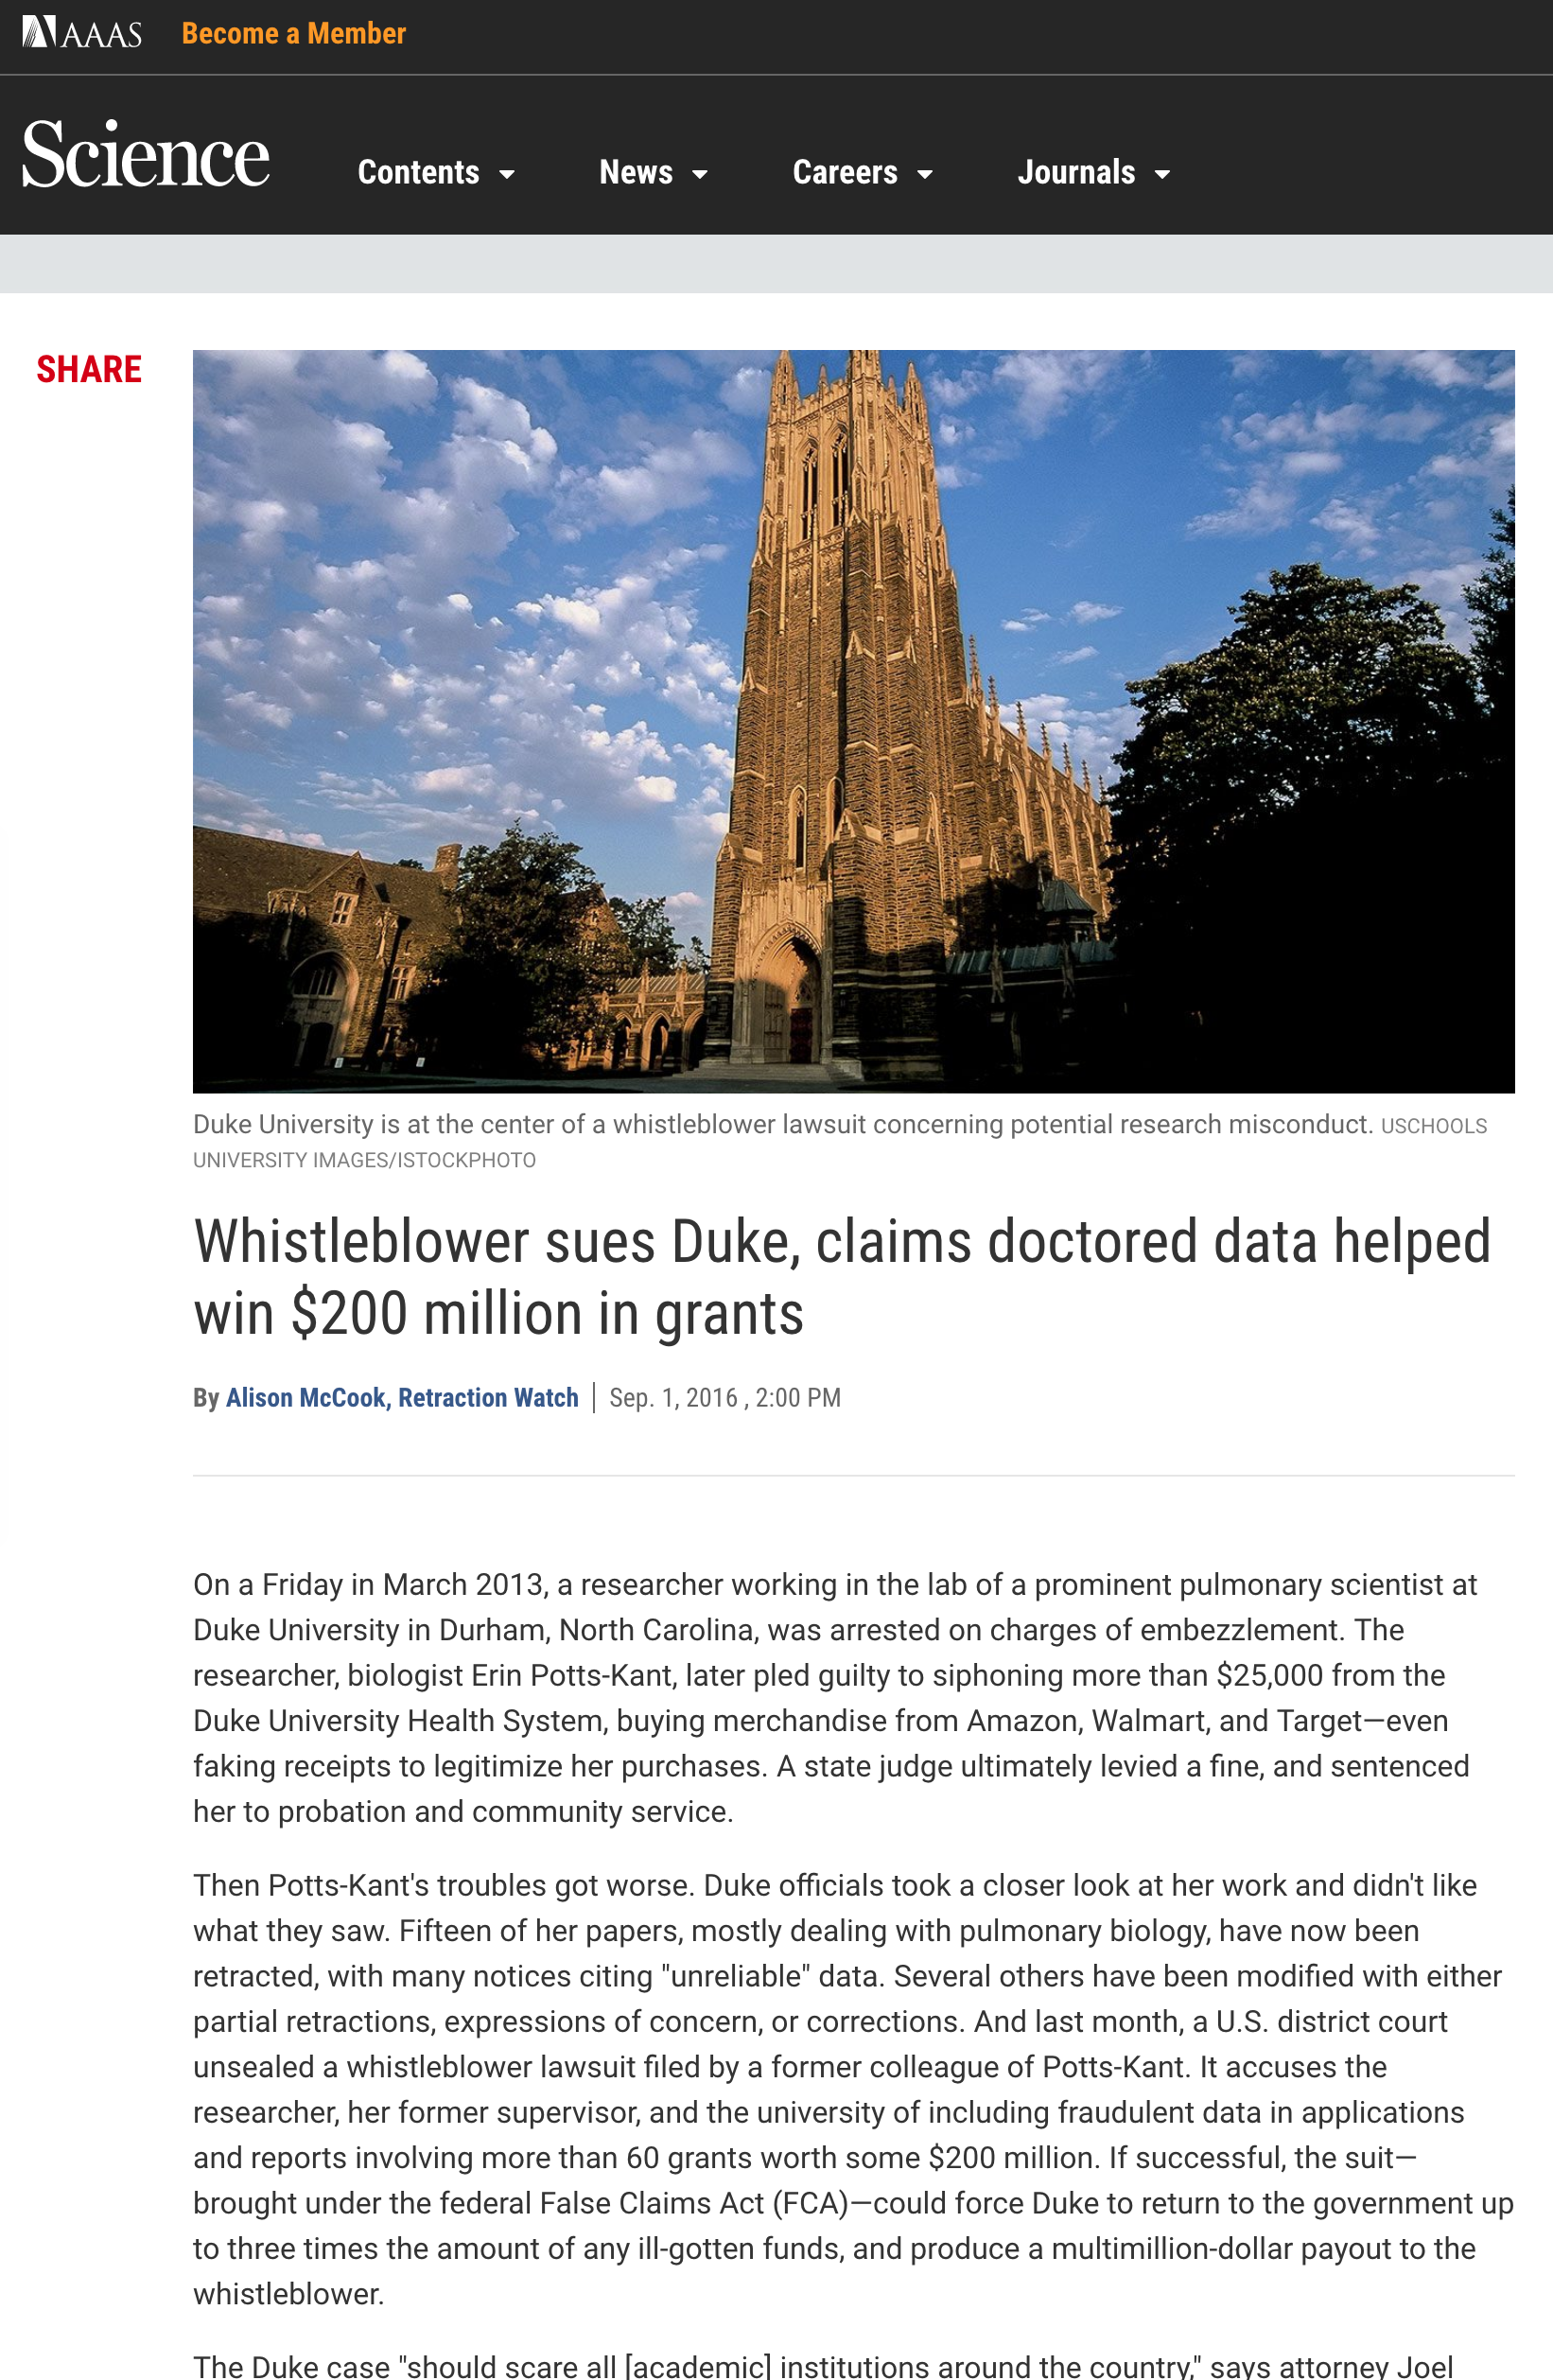 AAAS Become a Member
Science Contents News Careers Journals
SHARE
Duke University is at the center of a whistleblower lawsuit concerning potential research misconduct. USCHOOLS
UNIVERSITY IMAGES/ISTOCKPHOTO
Whistleblower sues Duke, claims doctored data helped
win $200 million in grants
By Alison McCook, Retraction Watch | Sep. 1, 2016 , 2:00 PM
On a Friday in March 2013, a researcher working in the lab of a prominent pulmonary scientist at
Duke University in Durham, North Carolina, was arrested on charges of embezzlement. The
researcher, biologist Erin Potts-Kant, later pled guilty to siphoning more than $25,000 from the
Duke University Health System, buying merchandise from Amazon, Walmart, and Target—even
faking receipts to legitimize her purchases. A state judge ultimately levied a fine, and sentenced
her to probation and community service.
Then Potts-Kant's troubles got worse. Duke officials took a closer look at her work and didn't like
what they saw. Fifteen of her papers, mostly dealing with pulmonary biology, have now been
retracted, with many notices citing "unreliable" data. Several others have been modified with either
partial retractions, expressions of concern, or corrections. And last month, a U.S. district court
unsealed a whistleblower lawsuit filed by a former colleague of Potts-Kant. It accuses the
researcher, her former supervisor, and the university of including fraudulent data in applications
and reports involving more than 60 grants worth some $200 million. If successful, the suit—
brought under the federal False Claims Act (FCA)—could force Duke to return to the government up
to three times the amount of any ill-gotten funds, and produce a multimillion-dollar payout to the
whistleblower.
The Duke case "should scare all [academic] institutions around the country," says attorney Joel